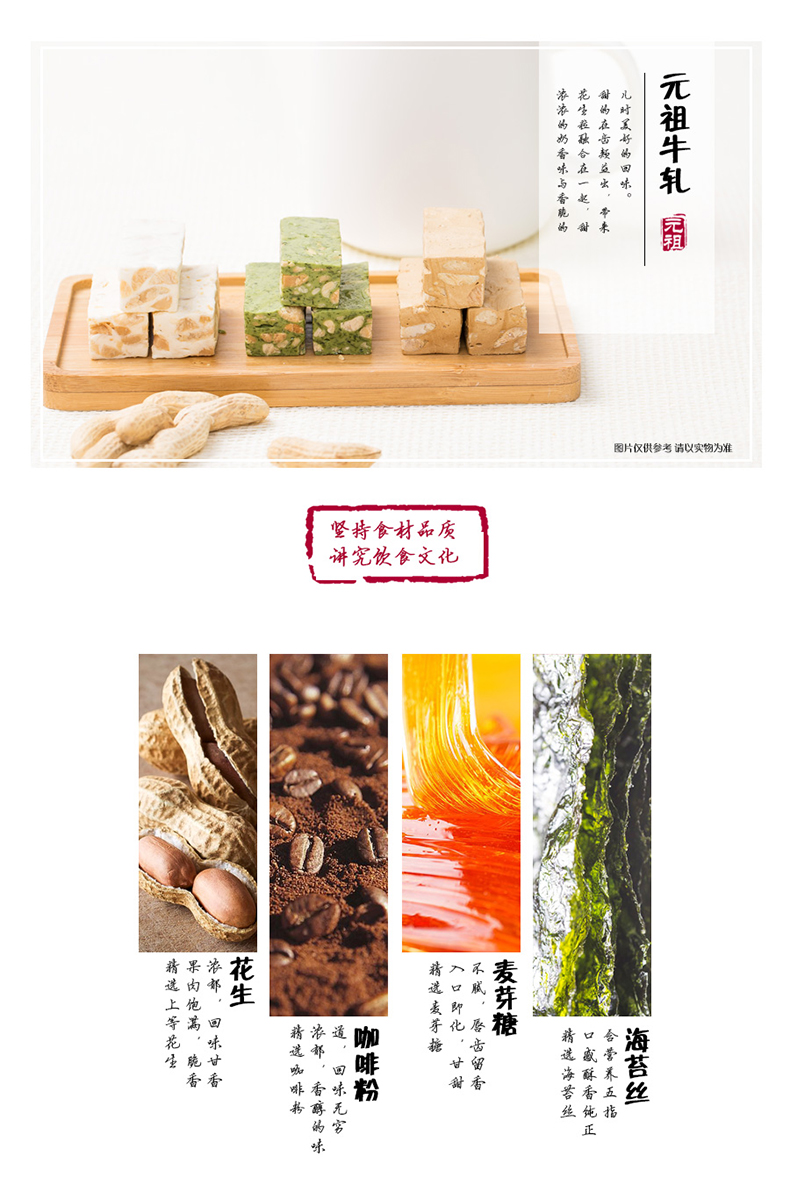 元祖牛轧
元祖
浓浓的奶香味与香脆的
花生粒融合在一起，甜
甜的在齿颊益出，带来
儿时美好的回味。
图片仅供参考 请以实物为准
坚持食材品质
讲究饮食文化
花生
精选上等花生
果肉饱满，脆香
浓郁，回味甘香
咖啡粉
精选咖啡粉
浓郁，香醇的味
道，回味无穷
麦芽糖
精选麦芽糖
入口即化，甘甜
不腻，唇齿留香
海苔丝
精选海苔丝
口感酥香纯正
合营养五指